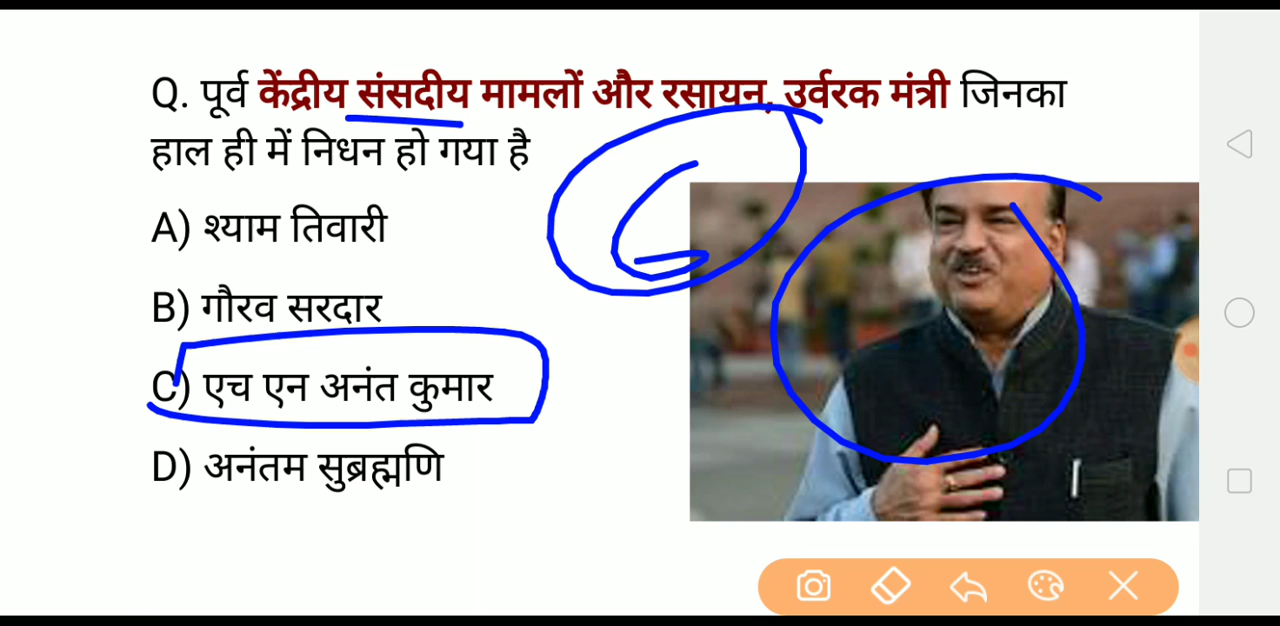 Q. पूर्व केंद्रीय संसदीय मामलों और रसायन, उर्वरक मंत्री जिनका
हाल ही में निधन हो गया है
A) श्याम तिवारी
B) गौरव सरदार
C) एच एन अनंत कुमार
D) अनंतम सुब्रह्मणि